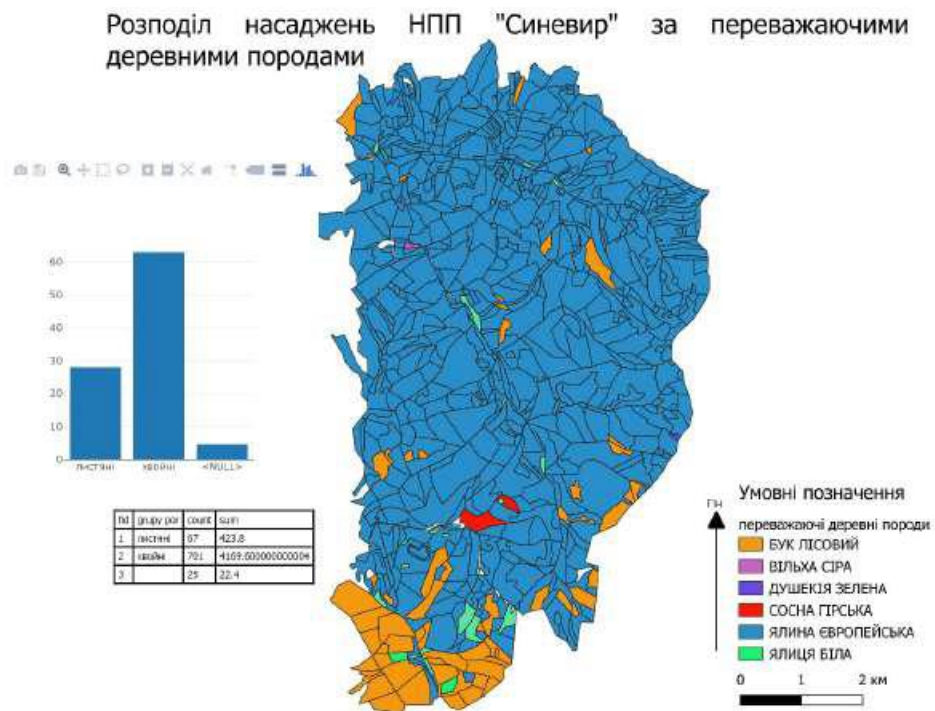 Розподіл насаджень НПП "Синевир" за переважаючими
деревними породами
60
50
40
30
20
10
0
листяні хвойні <NULL>
fid grupy por count sum
1 листяні 67 423.8
2 хвойні 701 4169.60000000004
3 25 22.4
ПН
Умовні позначення
переважаючі деревні породи
БУК ЛІСОВИЙ
ВІЛЬХА СІРА
ДУШЕКІЯ ЗЕЛЕНА
СОСНА ГІРСЬКА
ЯЛИНА ЄВРОПЕЙСЬКА
ЯЛИЦЯ БІЛА
0 1 2 км